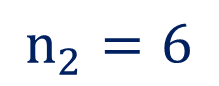 n₂ = 6